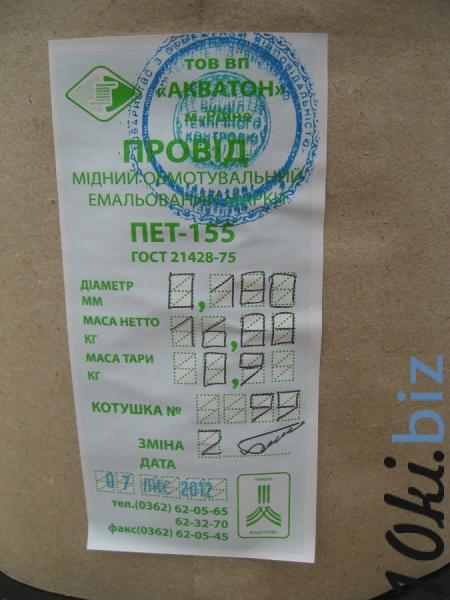 ТОВ ВП
«АКВАТОН»
м. Рівне
ПРОВІД
МІДНИЙ ОБМОТУВАЛЬНИЙ
ЕМАЛЬОВАНИЙ МАРКИ
ПЕТ-155
ГОСТ 21428-75
ДІАМЕТР
ММ
0,180
МАСА НЕТТО
КГ
МАСА ТАРИ
КГ
0,9
КОТУШКА №
99
ЗМІНА
2
ДАТА
07 ЛИС 2012
тел.(0362) 62-05-65
62-32-70
факс(0362) 62-05-45
10ki.biz